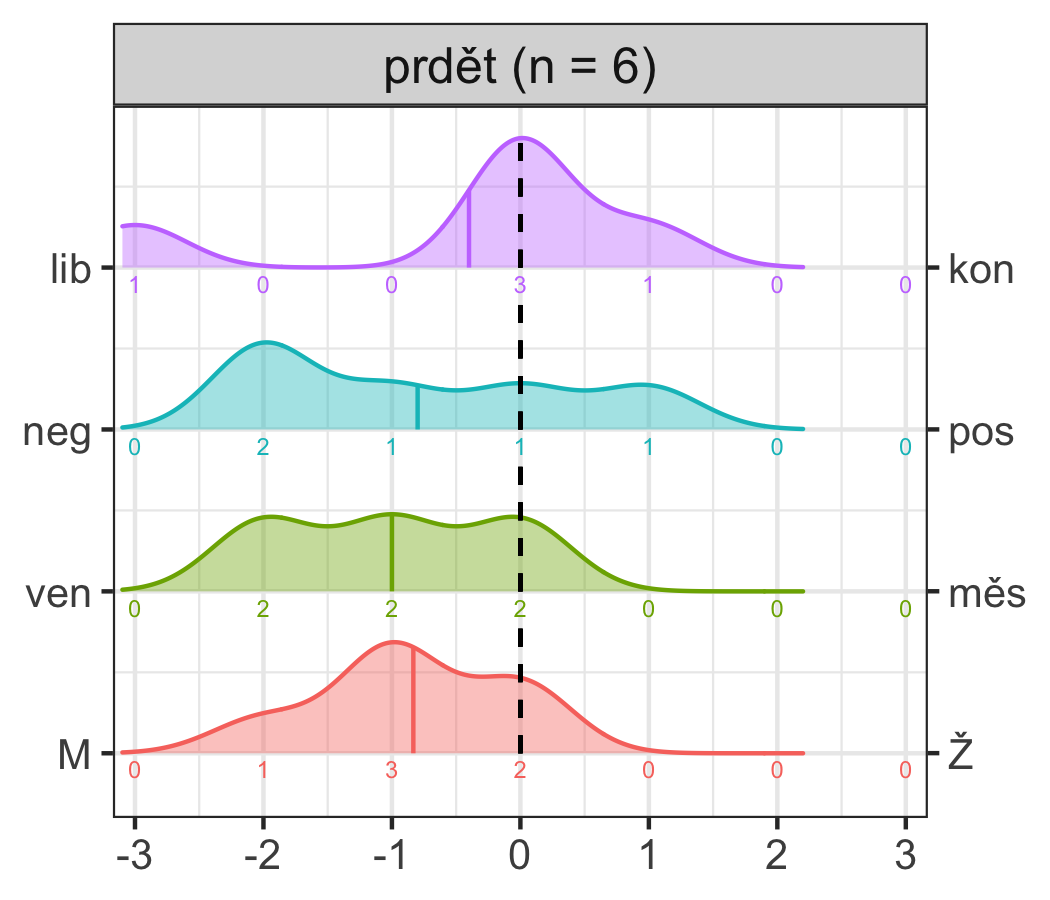 prdět (n = 6)
lib kon
1 0 0 3 1 0 0
neg pos
0 2 1 1 1 0 0
ven měs
0 2 2 2 0 0 0
M Ž
0 1 3 2 0 0 0
-3 -2 -1 0 1 2 3